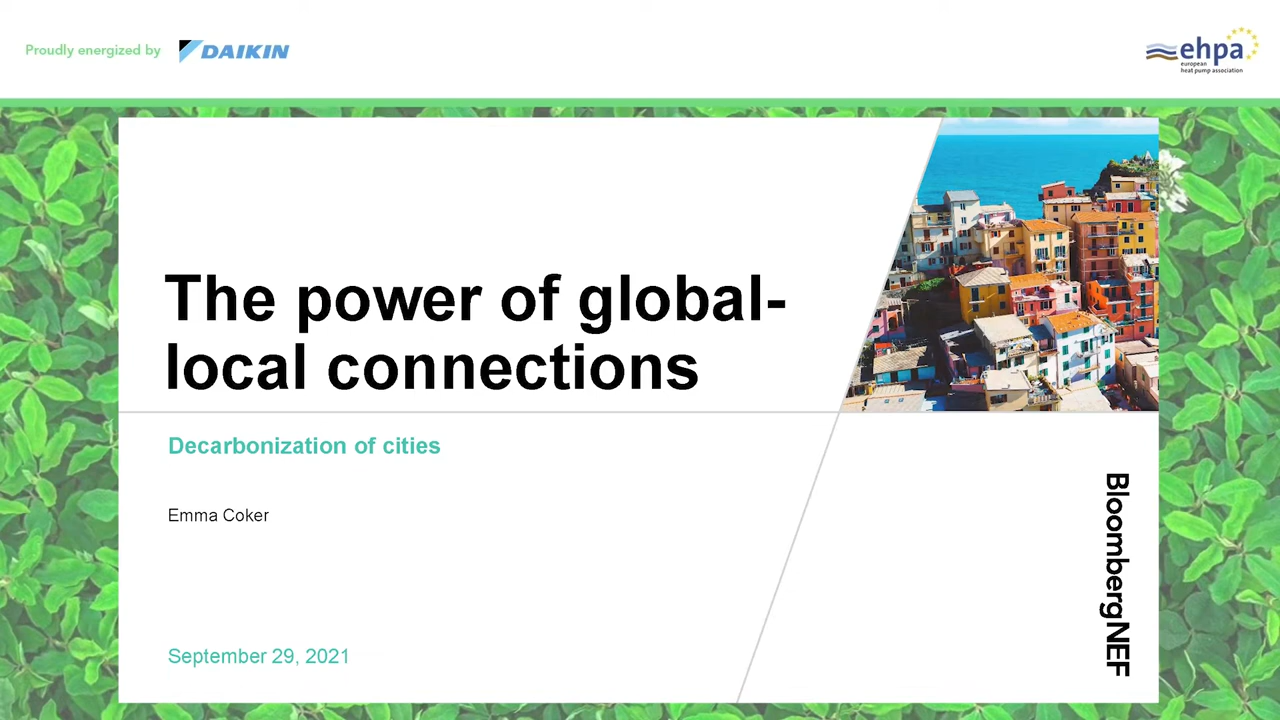 Proudly energized by
DAIKIN
ehpa
european
heat pump association
The power of global-
local connections
Decarbonization of cities
Emma Coker
September 29, 2021
BloombergNEF